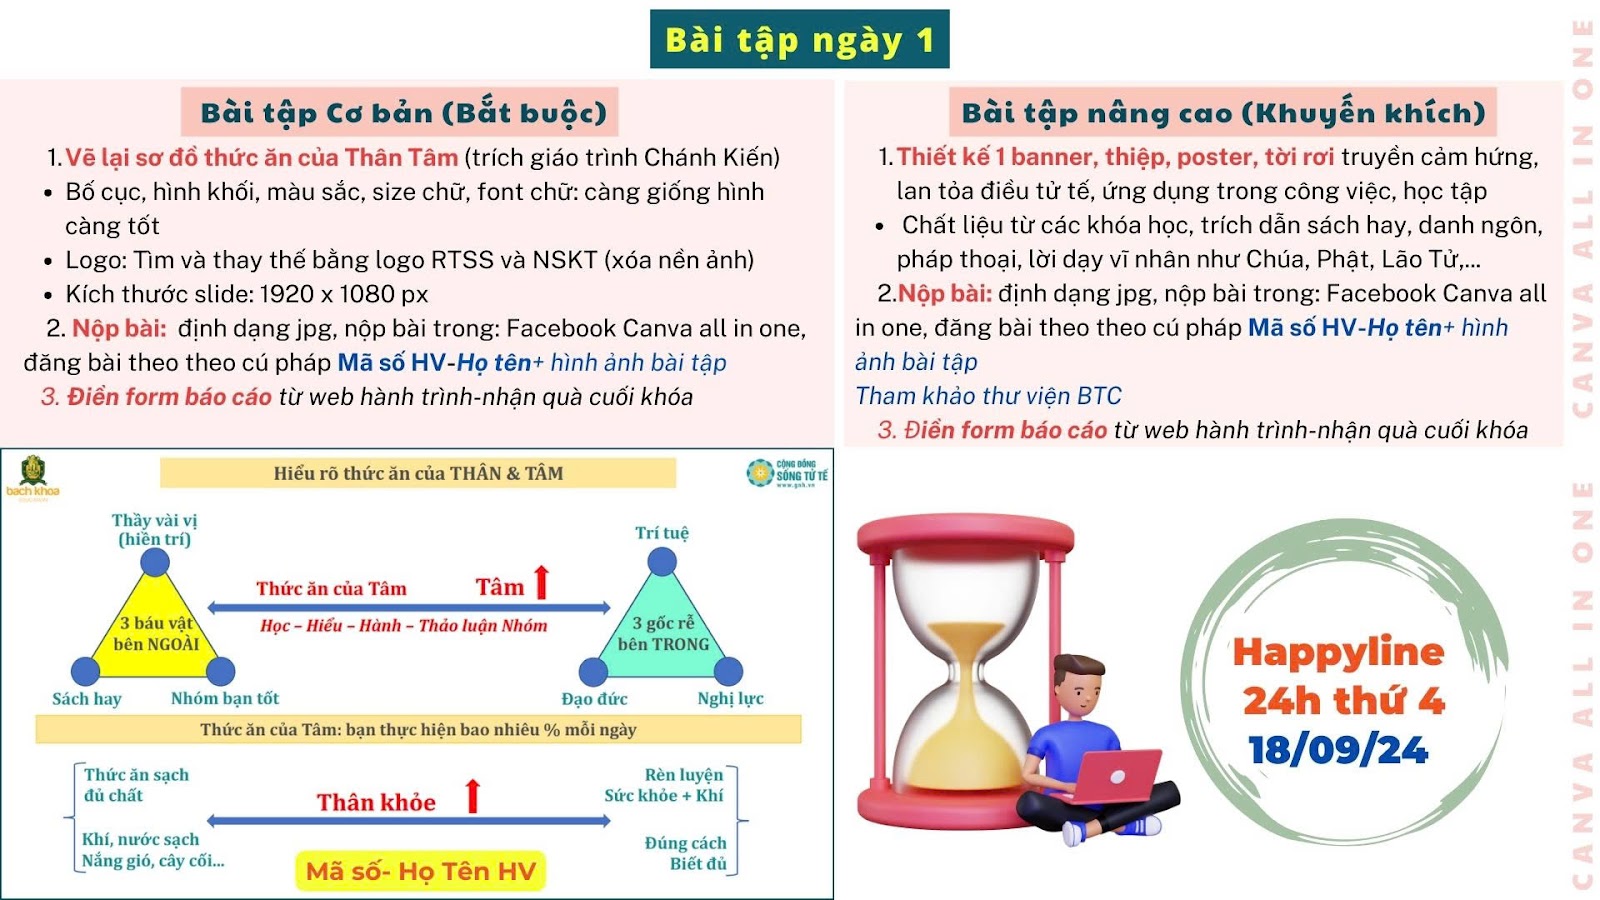 Bài tập ngày 1
Bài tập Cơ bản (Bắt buộc)
1. Vẽ lại sơ đồ thức ăn của Thân Tâm (trích giáo trình Chánh Kiến)
• Bố cục, hình khối, màu sắc, size chữ, font chữ: càng giống hình
càng tốt
• Logo: Tìm và thay thế bằng logo RTSS và NSKT (xóa nền ảnh)
• Kích thước slide: 1920 x 1080 px
2. Nộp bài: định dạng jpg, nộp bài trong: Facebook Canva all in one,
đăng bài theo theo cú pháp Mã số HV-Họ tên+ hình ảnh bài tập
3. Điền form báo cáo từ web hành trình-nhận quà cuối khóa
Bài tập nâng cao (Khuyến khích)
1. Thiết kế 1 banner, thiệp, poster, tời rơi truyền cảm hứng,
lan tỏa điều tử tế, ứng dụng trong công việc, học tập
• Chất liệu từ các khóa học, trích dẫn sách hay, danh ngôn,
pháp thoại, lời dạy vĩ nhân như Chúa, Phật, Lão Tử,...
2.Nộp bài: định dạng jpg, nộp bài trong: Facebook Canva all
in one, đăng bài theo theo cú pháp Mã số HV-Họ tên+ hình
ảnh bài tập
Tham khảo thư viện BTC
3. Điền form báo cáo từ web hành trình-nhận quà cuối khóa
bach khoa
Hiểu rõ thức ăn của THÂN & TÂM
CỘNG ĐỒNG
SỐNG TỬ TẾ
www.gnh.vn
Thầy vài vị
(hiền trí)
3 báu vật
bên NGOÀI
Sách hay
Nhóm bạn tốt
Thức ăn của Tâm
Tâm
Học – Hiểu – Hành – Thảo luận Nhóm
Trí tuệ
3 gốc rễ
bên TRONG
Đạo đức
Nghị lực
Thức ăn của Tâm: bạn thực hiện bao nhiêu % mỗi ngày
Thức ăn sạch
đủ chất
Khí, nước sạch
Nắng gió, cây cối...
Thân khỏe
Rèn luyện
Sức khỏe + Khí
Đúng cách
Biết đủ
Mã số- Họ Tên HV
Happyline
24h thứ 4
18/09/24
CANVA ALL IN ONE
CANVA ALL IN ONE